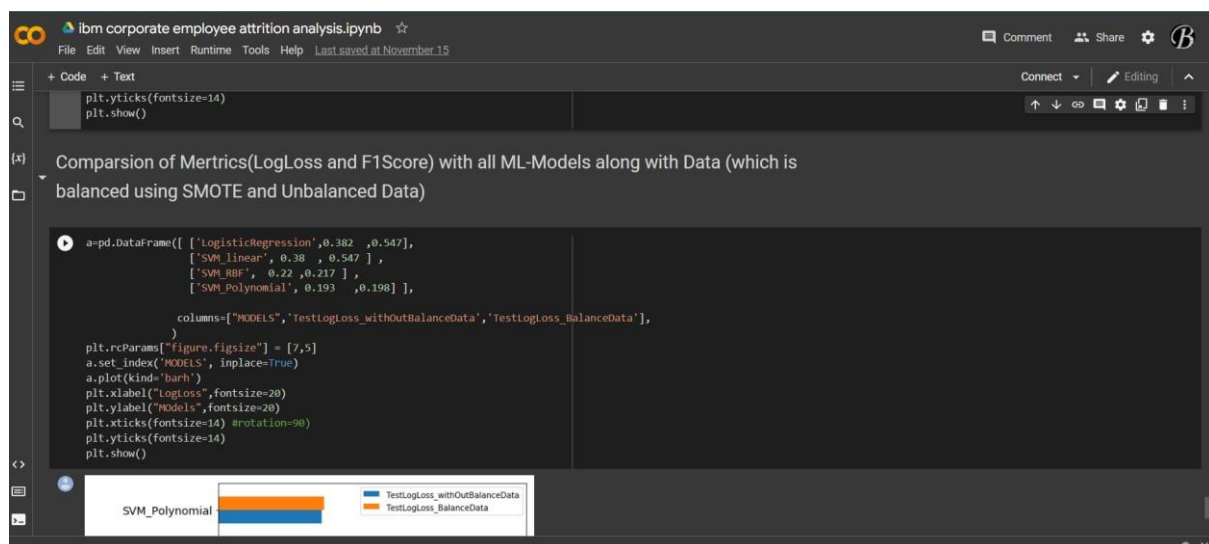 ibm corporate employee attrition analysis.ipynb
Comment Share
File Edit View Insert Runtime Tools Help Last saved at November 15
+ Code + Text
Connect Editing
plt.yticks(fontsize=14)
plt.show()
Comparsion of Mertrics(LogLoss and F1Score) with all ML-Models along with Data (which is
balanced using SMOTE and Unbalanced Data)
a=pd.DataFrame([ ['LogisticRegression',0.382 ,0.547],
['SVM_linear', 0.38 , 0.547 ] ,
['SVM_RBF', 0.22 ,0.217 ] ,
['SVM_Polynomial', 0.193 ,0.198] ],
columns=["MODELS",'TestLogLoss_withOutBalanceData','TestLogLoss_BalanceData'],
)
plt.rcParams["figure.figsize"] = [7,5]
a.set_index('MODELS', inplace=True)
a.plot(kind='barh')
plt.xlabel("LogLoss",fontsize=20)
plt.ylabel("MOdels",fontsize=20)
plt.xticks(fontsize=14) #rotation=90)
plt.yticks(fontsize=14)
plt.show()
TestLogLoss_withOutBalanceData
TestLogLoss_BalanceData
SVM_Polynomial